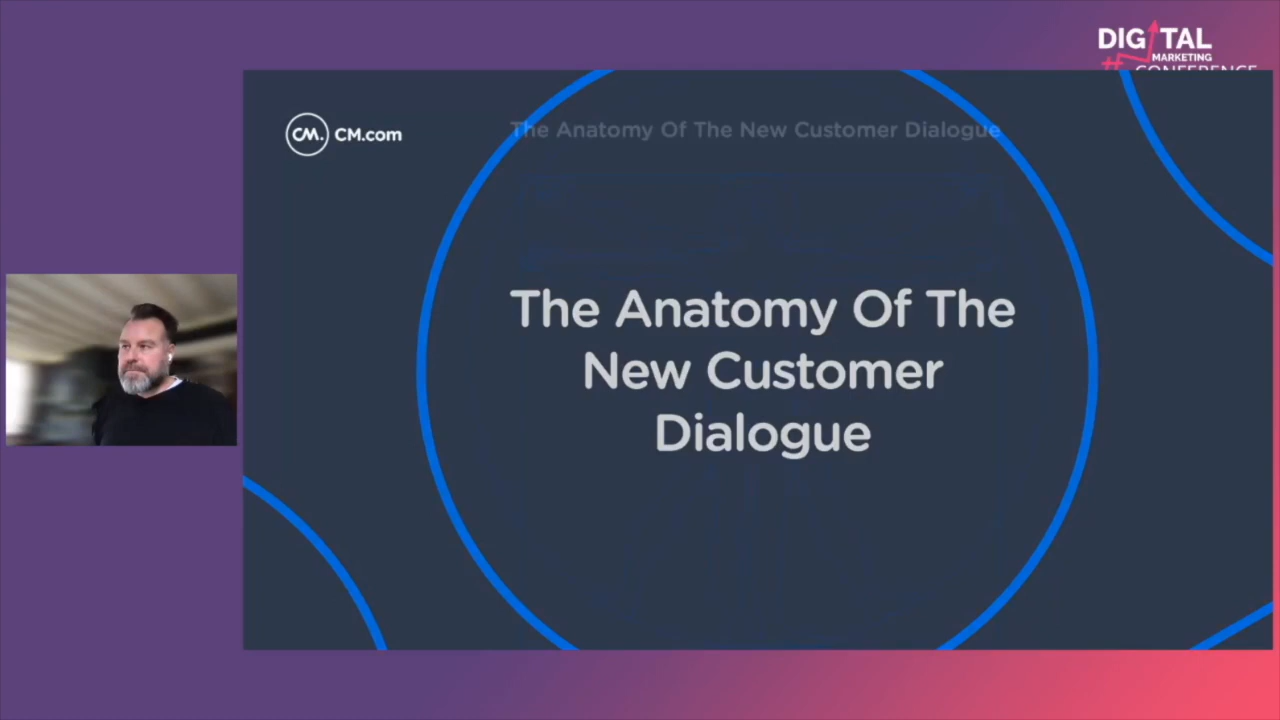 DIGITAL
MARKETING
#CONFERENCE
CM. CM.com
The Anatomy Of The New Customer Dialogue
The Anatomy Of The
New Customer
Dialogue